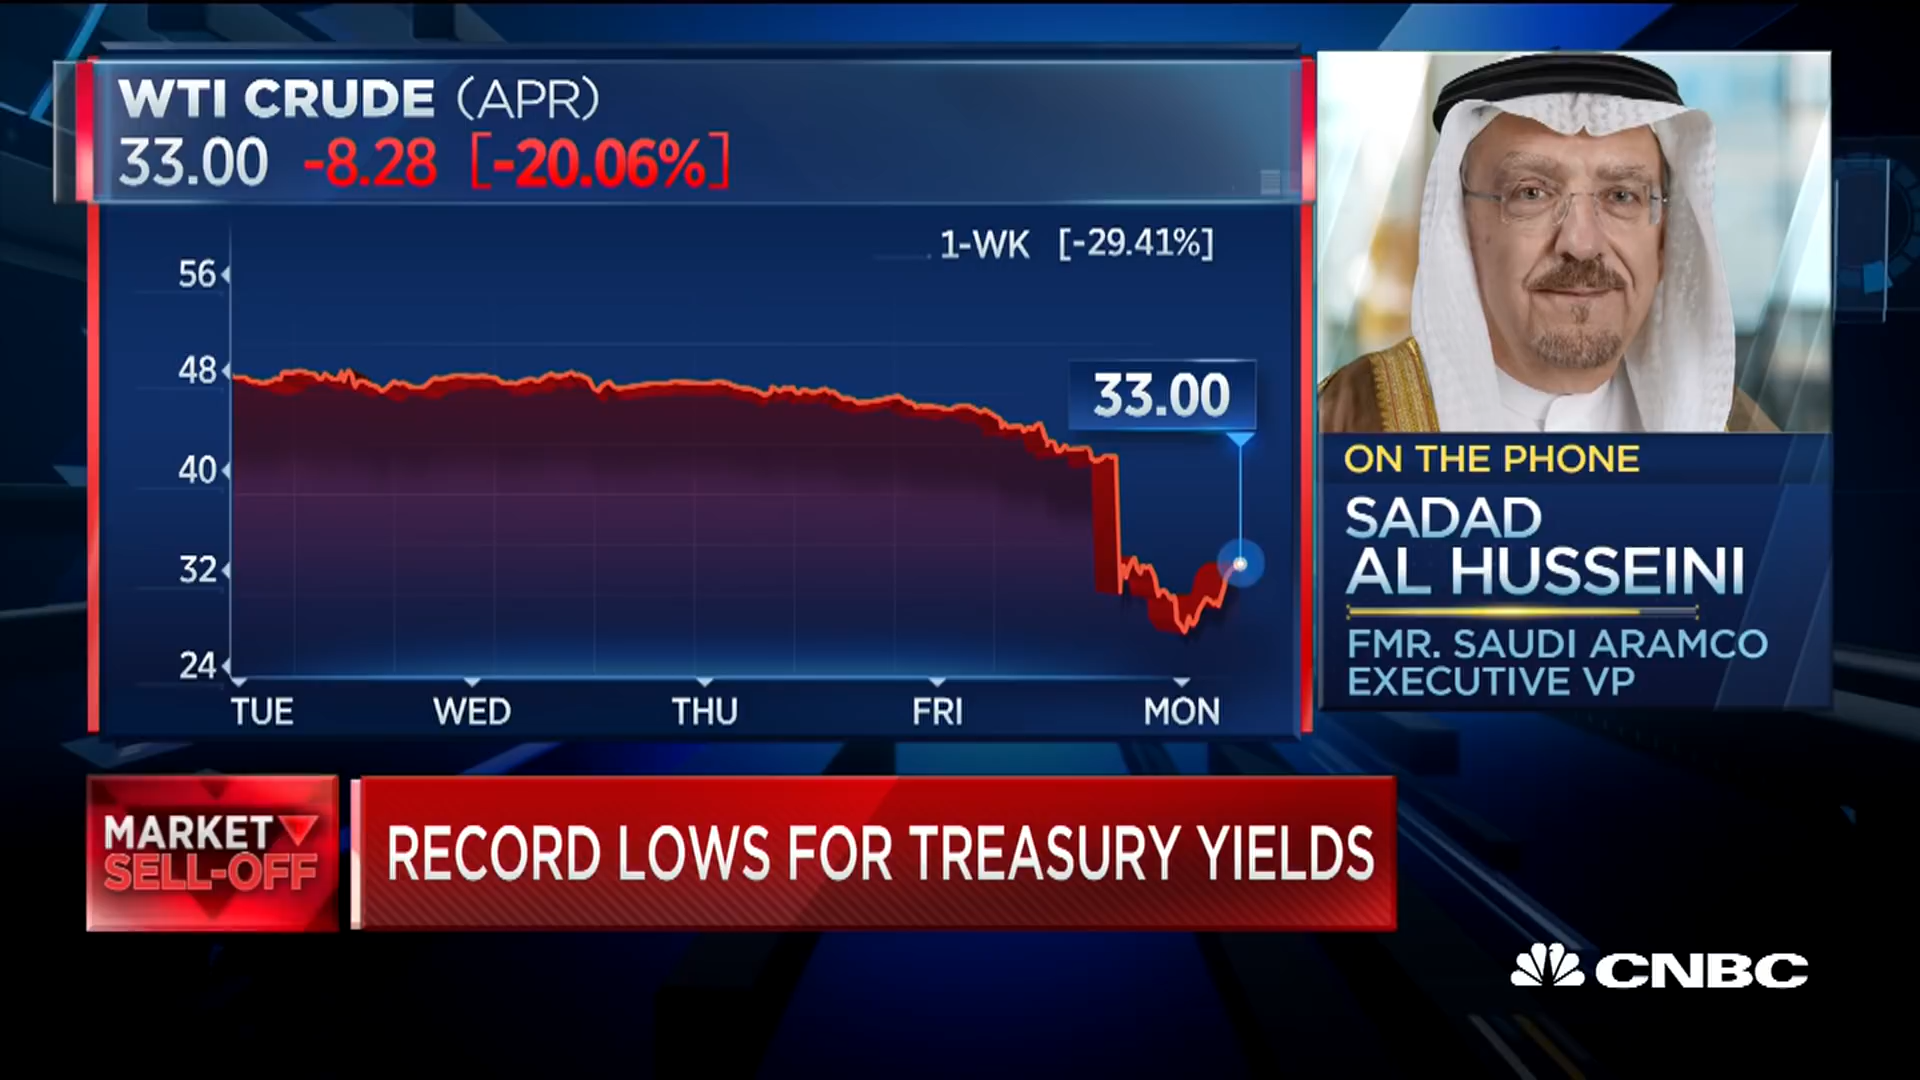 WTI CRUDE (APR)
33.00 -8.28 [-20.06%]
1-WK [-29.41%]
56
48
40
32
24
33.00
TUE WED THU FRI MON
ON THE PHONE
SADAD
AL HUSSEINI
FMR. SAUDI ARAMCO
EXECUTIVE VP
MARKET
SELL-OFF
RECORD LOWS FOR TREASURY YIELDS
CNBC